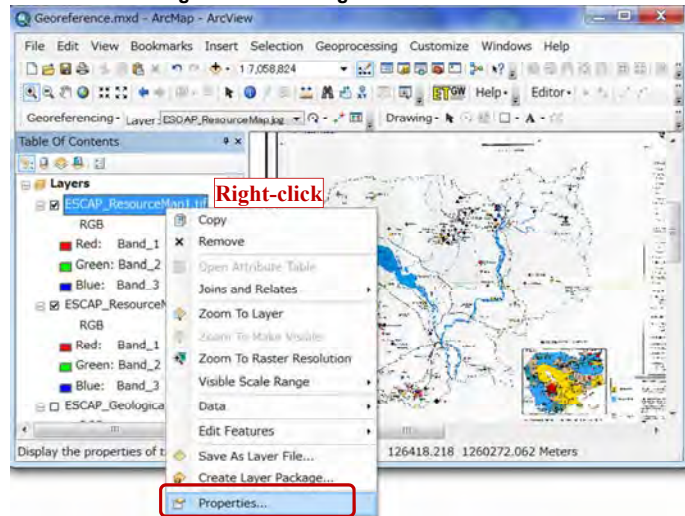 Georeference.mxd - ArcMap - ArcView
File Edit View Bookmarks Insert Selection Geoprocessing Customize Windows Help
1:7,058,824
Help Editor
Georeferencing Layer: ESCAP_ResourceMap.jpg Drawing A
Table Of Contents
Layers
ESCAP_ResourceMap1.tif
Right-click
RGB
Red: Band_1
Green: Band_2
Blue: Band_3
ESCAP_Resource
RGB
Red: Band_1
Green: Band_2
Blue: Band_3
ESCAP_Geologica
Copy
Remove
Open Attribute Table
Joins and Relates
Zoom To Layer
Zoom To Make Visible
Zoom To Raster Resolution
Visible Scale Range
Data
Edit Features
Save As Layer File...
Create Layer Package...
Properties...
Display the properties of t
126418.218 1260272.062 Meters